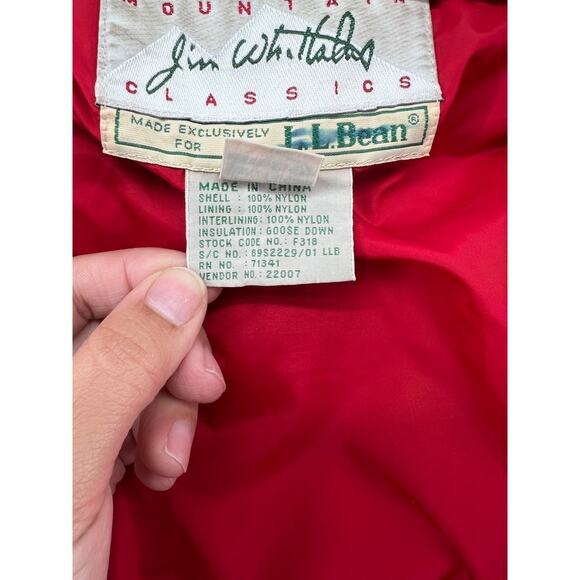 MOUNTAIN
Jim Whittaker
CLASSICS
MADE EXCLUSIVELY
FOR
L.L.Bean®
MADE IN CHINA
SHELL : 100% NYLON
LINING : 100% NYLON
INTERLINING: 100% NYLON
INSULATION: GOOSE DOWN
STOCK CODE NO.: F318
S/C NO.: 89S2229/01 LLB
RN NO. : 71341
VENDOR NO.: 22007